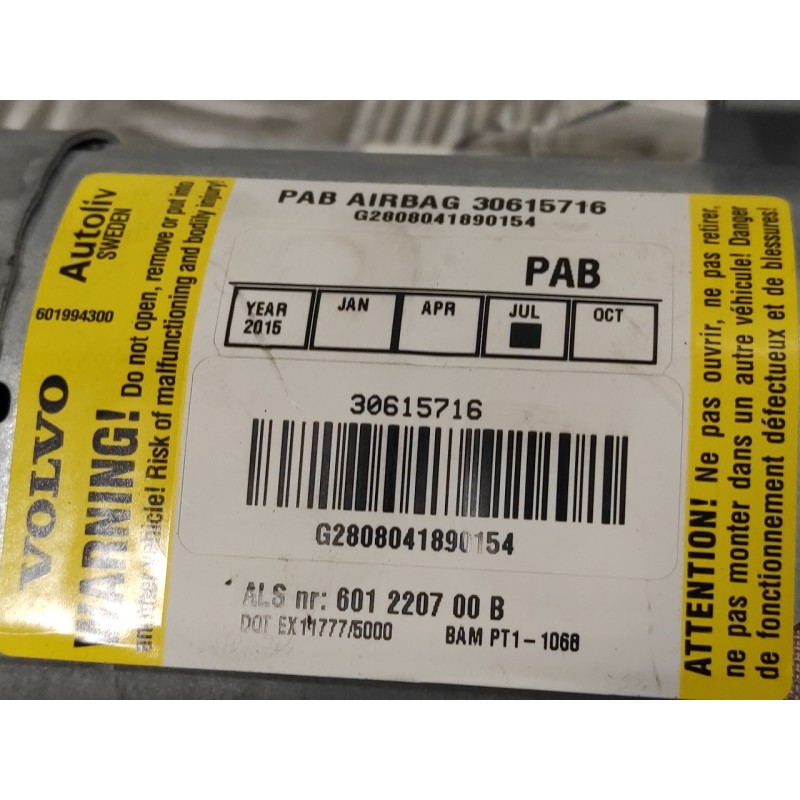 PAB AIRBAG 30615716
G2808041890154
PAB
YEAR 2015 JAN APR JUL OCT
30615716
G2808041890154
ALS nr: 601 2207 00 B
DOT EX11777/5000 BAM PT1-1068
Autoliv
SWEDEN
601994300
VOLVO
WARNING! Do not open, remove or put into
another vehicle! Risk of malfunctioning and bodily injury!
ATTENTION! Ne pas ouvrir, ne pas retirer,
ne pas monter dans un autre véhicule! Danger
de fonctionnement défectueux et de blessures!